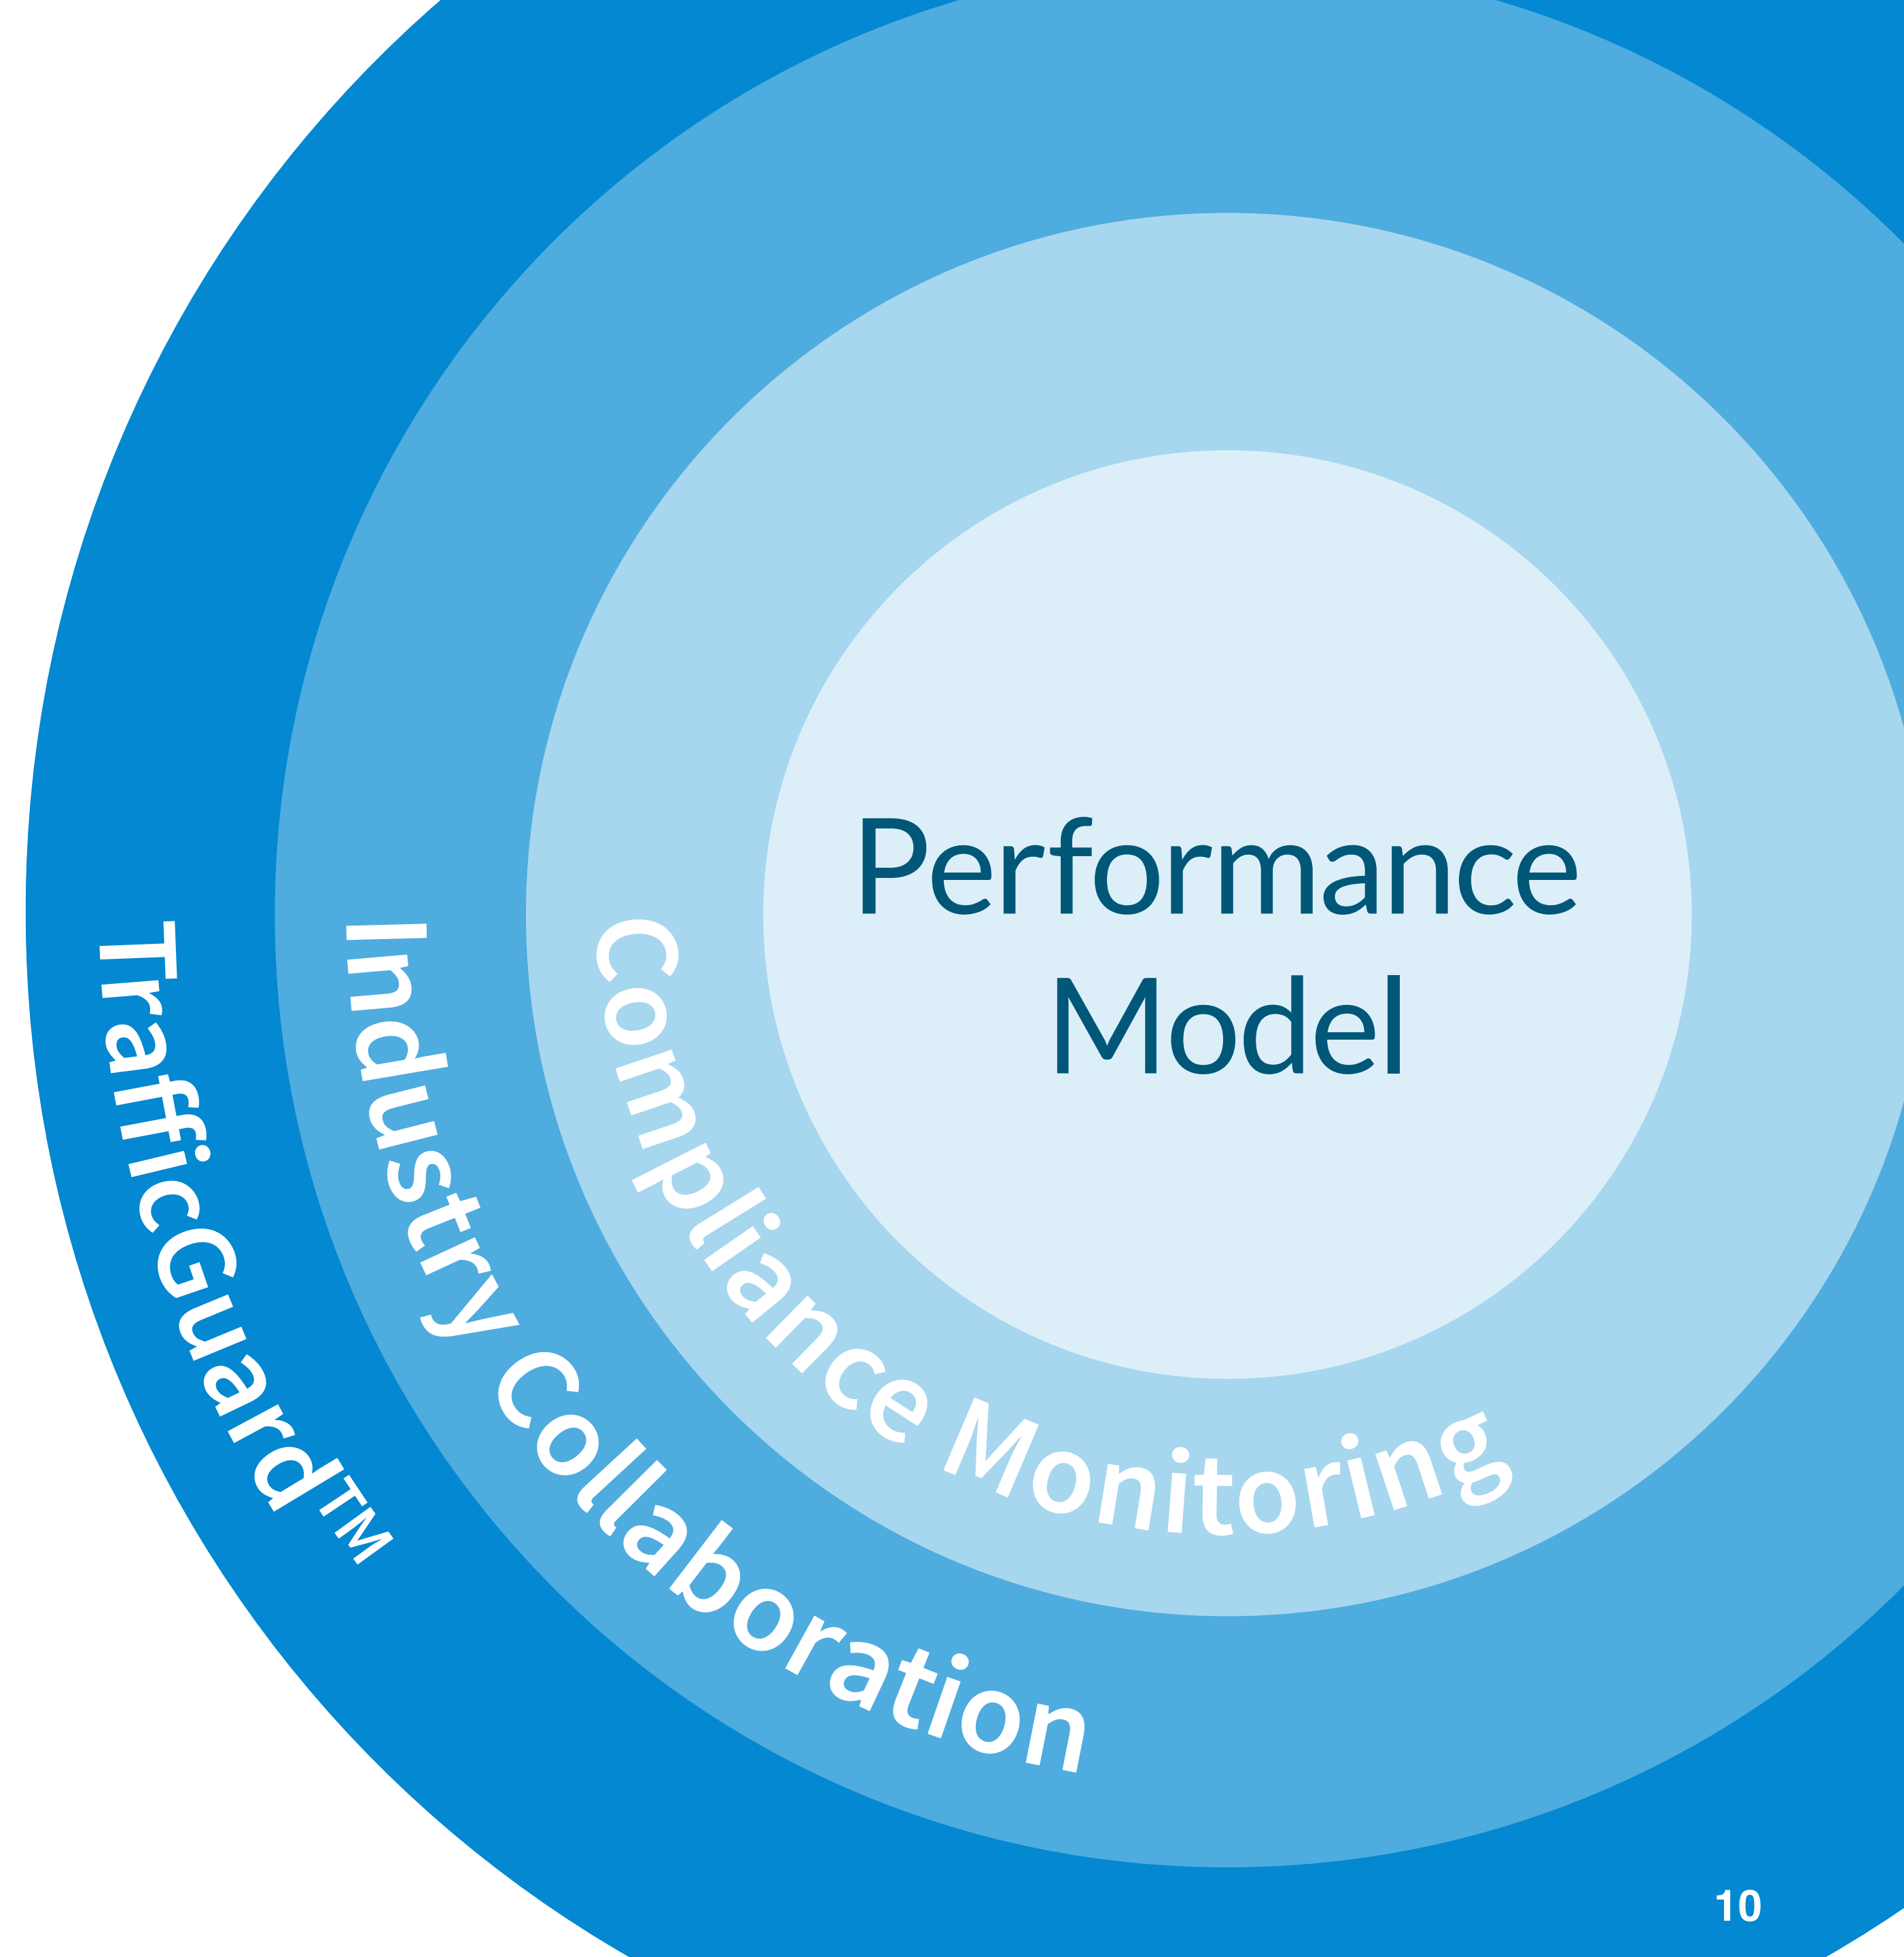 Performance
Model
Compliance Monitoring
Industry Collaboration
TrafficGuard™
10